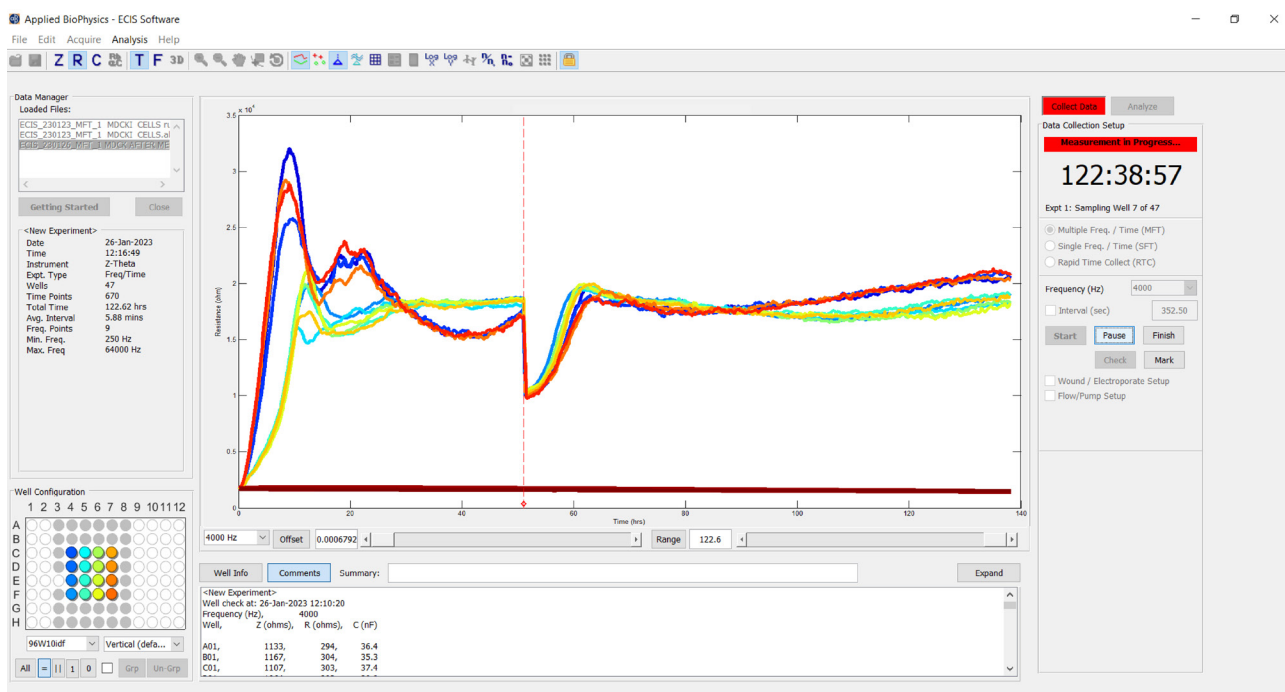 Applied BioPhysics - ECIS Software
File Edit Acquire Analysis Help
Z R C T F 3D
Data Manager
Loaded Files:
ECIS_230123_MFT_1 MDCKI CELLS ru
ECIS_230123_MFT_1 MDCKI CELLS.al
ECIS_230126_MFT_1 MDCK AFTER ME
Getting Started Close
<New Experiment>
Date 26-Jan-2023
Time 12:16:49
Instrument Z-Theta
Expt. Type Freq/Time
Wells 47
Time Points 670
Total Time 122.62 hrs
Avg. Interval 5.88 mins
Freq. Points 9
Min. Freq. 250 Hz
Max. Freq 64000 Hz
Well Configuration
1 2 3 4 5 6 7 8 9 10 11 12
A
B
C
D
E
F
G
H
96W10idf Vertical (defa...
All = || 1 0 Grp Un-Grp
x 10⁴
3.5
3
2.5
2
1.5
1
0.5
0
Resistance (ohm)
0 20 40 60 80 100 120 140
Time (hrs)
4000 Hz Offset 0.0006792 Range 122.6
Well Info Comments Summary: Expand
<New Experiment>
Well check at: 26-Jan-2023 12:10:20
Frequency (Hz), 4000
Well, Z (ohms), R (ohms), C (nF)
A01, 1133, 294, 36.4
B01, 1167, 304, 35.3
C01, 1107, 303, 37.4
Collect Data Analyze
Data Collection Setup
Measurement in Progress...
122:38:57
Expt 1: Sampling Well 7 of 47
Multiple Freq. / Time (MFT)
Single Freq. / Time (SFT)
Rapid Time Collect (RTC)
Frequency (Hz) 4000
Interval (sec) 352.50
Start Pause Finish
Check Mark
Wound / Electroporate Setup
Flow/Pump Setup